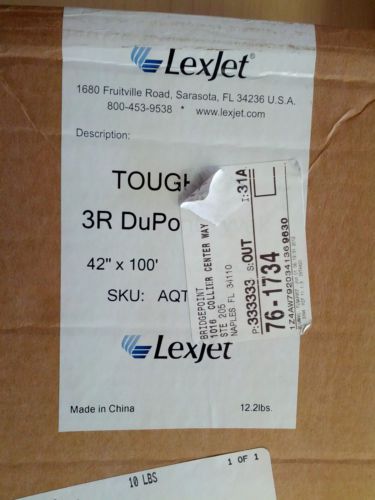 LexJet®
1680 Fruitville Road, Sarasota, FL 34236 U.S.A.
800-453-9538 * www.lexjet.com
Description:
TOUGH
3R DuPo
42" x 100'
SKU: AQT
LexJet®
Made in China
12.2lbs.
BRIDGEPOINT
1016 COLLIER CENTER WAY
STE 205
NAPLES FL 34110
P:333333 S:OUT I:31A
76-1734
10 LBS
1 OF 1